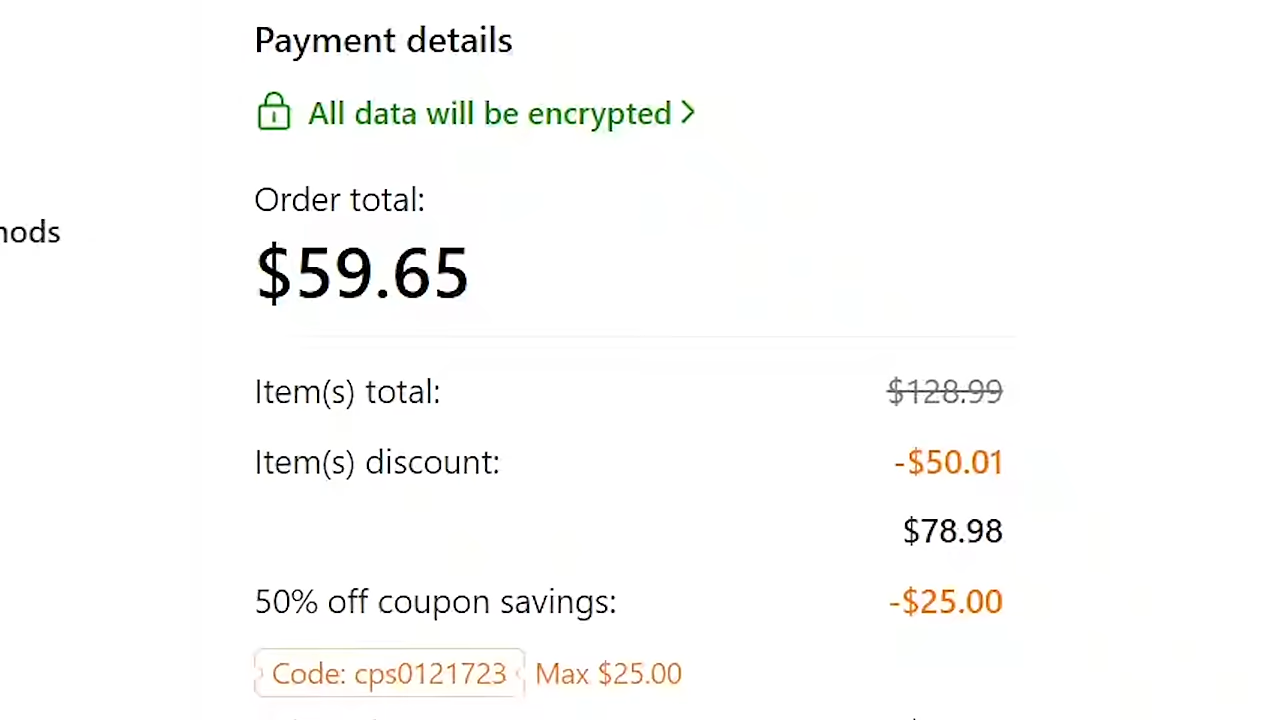 Payment details
All data will be encrypted >
Order total:
hods
$59.65
Item(s) total: $128.99
Item(s) discount: -$50.01
$78.98
50% off coupon savings: -$25.00
Code: cps0121723 Max $25.00